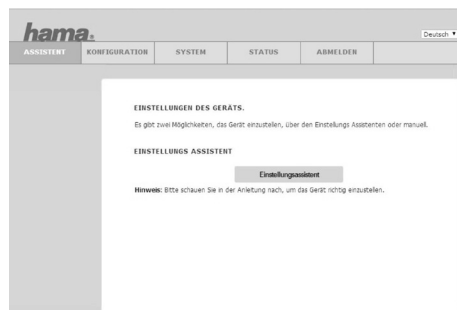 hama.
Deutsch
ASSISTENT KONFIGURATION SYSTEM STATUS ABMELDEN
EINSTELLUNGEN DES GERÄTS.
Es gibt zwei Möglichkeiten, das Gerät einzustellen, über den Einstellungs Assistenten oder manuell.
EINSTELLUNGS ASSISTENT
Einstellungsassistent
Hinweis: Bitte schauen Sie in der Anleitung nach, um das Gerät richtig einzustellen.